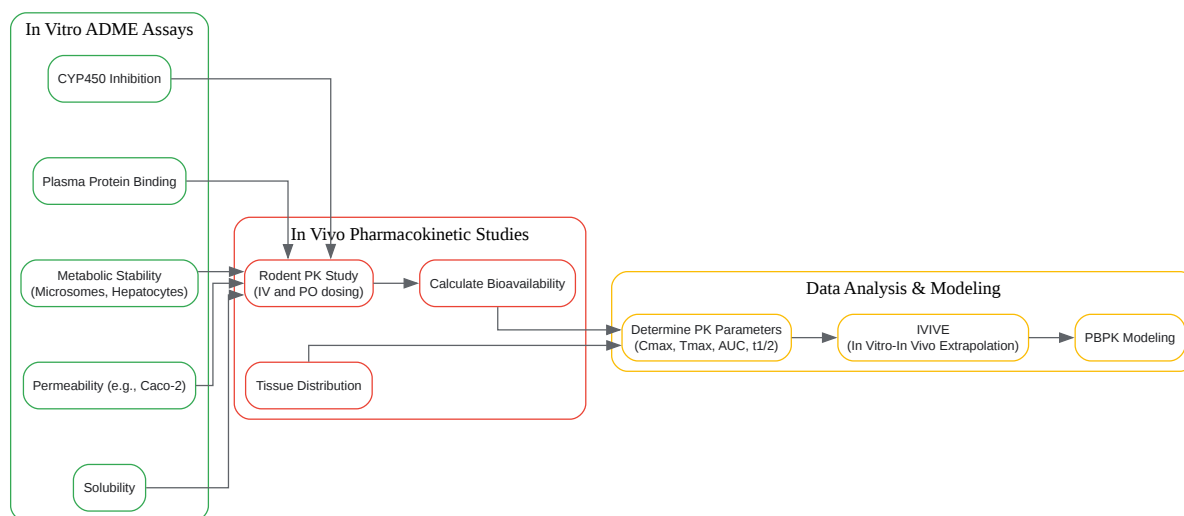 In Vitro ADME Assays
CYP450 Inhibition
Plasma Protein Binding
Metabolic Stability
(Microsomes, Hepatocytes)
Permeability (e.g., Caco-2)
Solubility
In Vivo Pharmacokinetic Studies
Rodent PK Study
(IV and PO dosing)
Calculate Bioavailability
Tissue Distribution
Data Analysis & Modeling
Determine PK Parameters
(Cmax, Tmax, AUC, t1/2)
IVIVE
(In Vitro-In Vivo Extrapolation)
PBPK Modeling